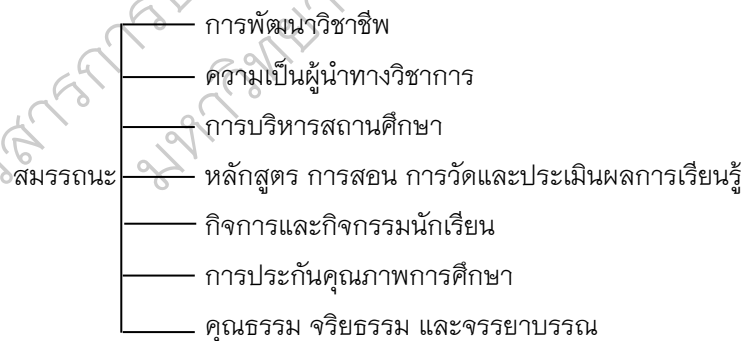 การพัฒนาวิชาชีพ
ความเป็นผู้นำทางวิชาการ
การบริหารสถานศึกษา
สมรรถนะ หลักสูตร การสอน การวัดและประเมินผลการเรียนรู้
กิจการและกิจกรรมนักเรียน
การประกันคุณภาพการศึกษา
คุณธรรม จริยธรรม และจรรยาบรรณ